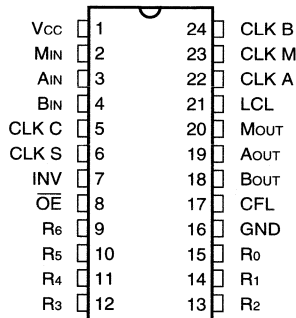 Vcc 1 24 CLK B
MIN 2 23 CLK M
AIN 3 22 CLK A
BIN 4 21 LCL
CLK C 5 20 MOUT
CLK S 6 19 AOUT
INV 7 18 BOUT
O̅E̅ 8 17 CFL
R6 9 16 GND
R5 10 15 R0
R4 11 14 R1
R3 12 13 R2